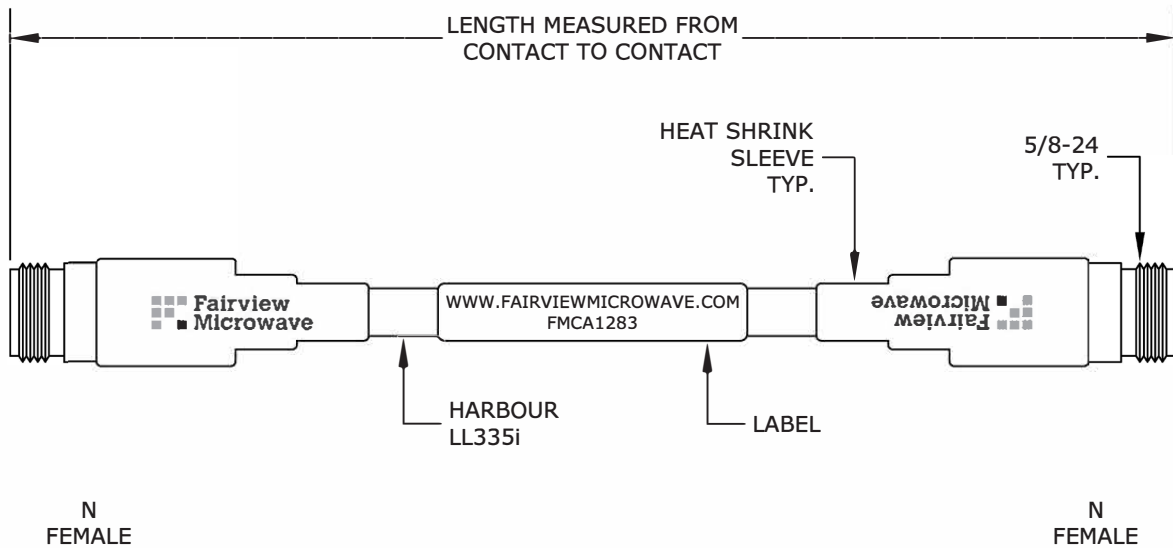 LENGTH MEASURED FROM
CONTACT TO CONTACT
HEAT SHRINK
SLEEVE
TYP.
5/8-24
TYP.
Fairview
Microwave
WWW.FAIRVIEWMICROWAVE.COM
FMCA1283
Fairview
Microwave
HARBOUR
LL335i
LABEL
N
FEMALE
N
FEMALE